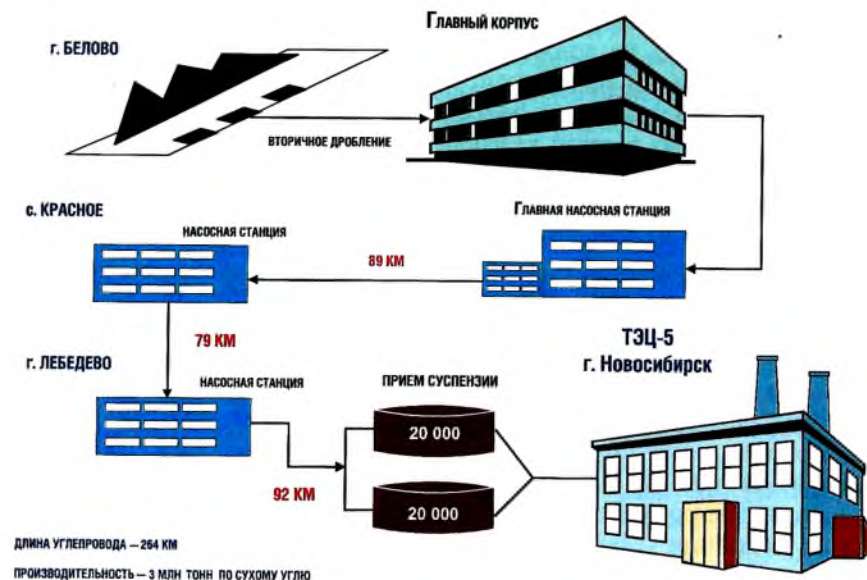 г. БЕЛОВО
ГЛАВНЫЙ КОРПУС
ВТОРИЧНОЕ ДРОБЛЕНИЕ
с. КРАСНОЕ
НАСОСНАЯ СТАНЦИЯ
ГЛАВНАЯ НАСОСНАЯ СТАНЦИЯ
89 КМ
79 КМ
ТЭЦ-5
г. Новосибирск
г. ЛЕБЕДЕВО
НАСОСНАЯ СТАНЦИЯ
ПРИЕМ СУСПЕНЗИИ
20 000
92 КМ
20 000
ДЛИНА УГЛЕПРОВОДА — 264 КМ
ПРОИЗВОДИТЕЛЬНОСТЬ — 3 МЛН ТОНН ПО СУХОМУ УГЛЮ